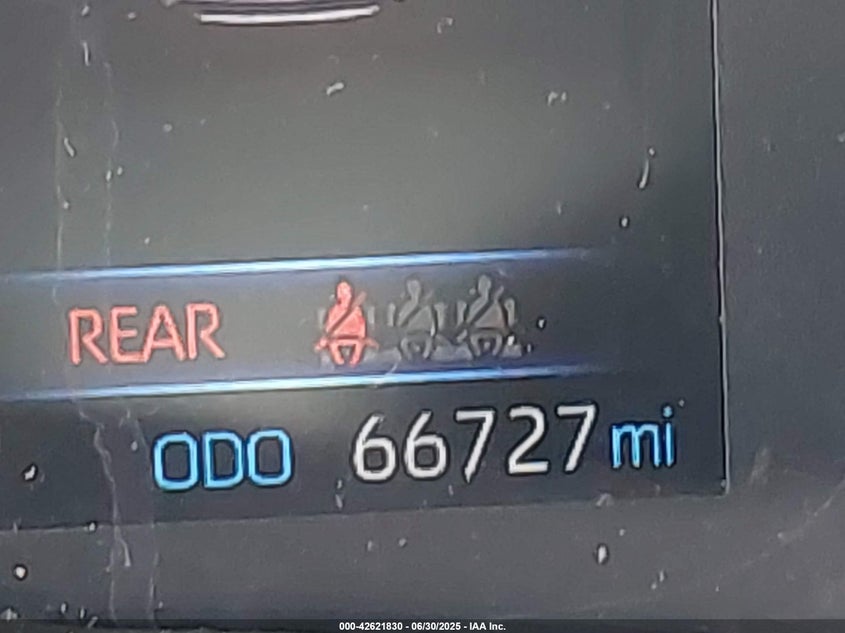 REAR
ODO 66727 mi
000-42621830 - 06/30/2025 - IAA Inc.